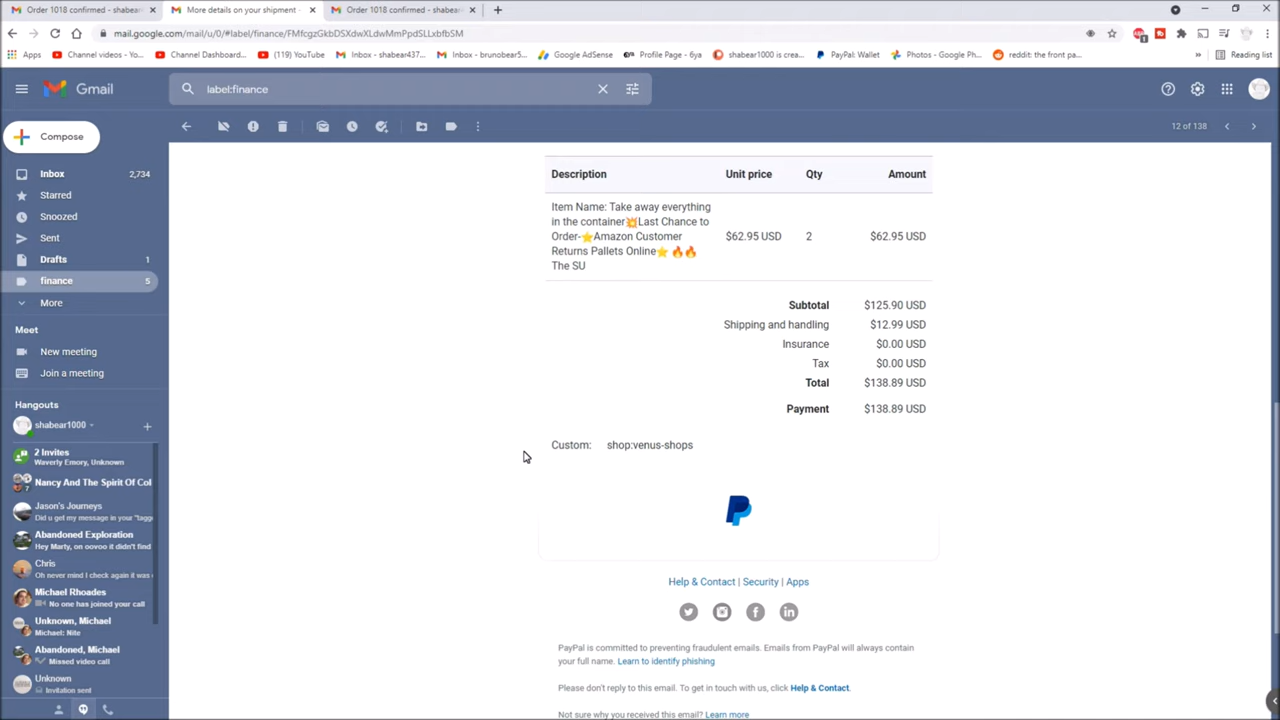 Order 1018 confirmed - shabear
More details on your shipment -
Order 1018 confirmed - shabear
mail.google.com/mail/u/0/#label/finance/FMfcgzGkbDSXdwXLdwMmPpdSLLxbfbSM
Apps
Channel videos - Yo...
Channel Dashboard...
(119) YouTube
Inbox - shabear437...
Inbox - brunobear5...
Google AdSense
Profile Page - 6ya
shabear1000 is crea...
PayPal: Wallet
Photos - Google Ph...
reddit: the front pa...
»
Reading list
Gmail
label:finance
Compose
12 of 138
Inbox 2,734
Starred
Snoozed
Sent
Drafts 1
finance 5
More
Meet
New meeting
Join a meeting
Hangouts
shabear1000
2 Invites
Waverly Emory, Unknown
Nancy And The Spirit Of Col
Jason's Journeys
Did u get my message in your "tagg
Abandoned Exploration
Hey Marty, on oovoo it didn't find
Chris
Oh never mind I check again it was
Michael Rhoades
No one has joined your call
Unknown, Michael
Michael: Nite
Abandoned, Michael
Missed video call
Unknown
Invitation sent
Description Unit price Qty Amount
Item Name: Take away everything
in the container💥Last Chance to
Order-⭐Amazon Customer
Returns Pallets Online⭐ 🔥🔥
The SU
$62.95 USD 2 $62.95 USD
Subtotal $125.90 USD
Shipping and handling $12.99 USD
Insurance $0.00 USD
Tax $0.00 USD
Total $138.89 USD
Payment $138.89 USD
Custom: shop:venus-shops
Help & Contact | Security | Apps
PayPal is committed to preventing fraudulent emails. Emails from PayPal will always contain
your full name. Learn to identify phishing
Please don't reply to this email. To get in touch with us, click Help & Contact.
Not sure why you received this email? Learn more